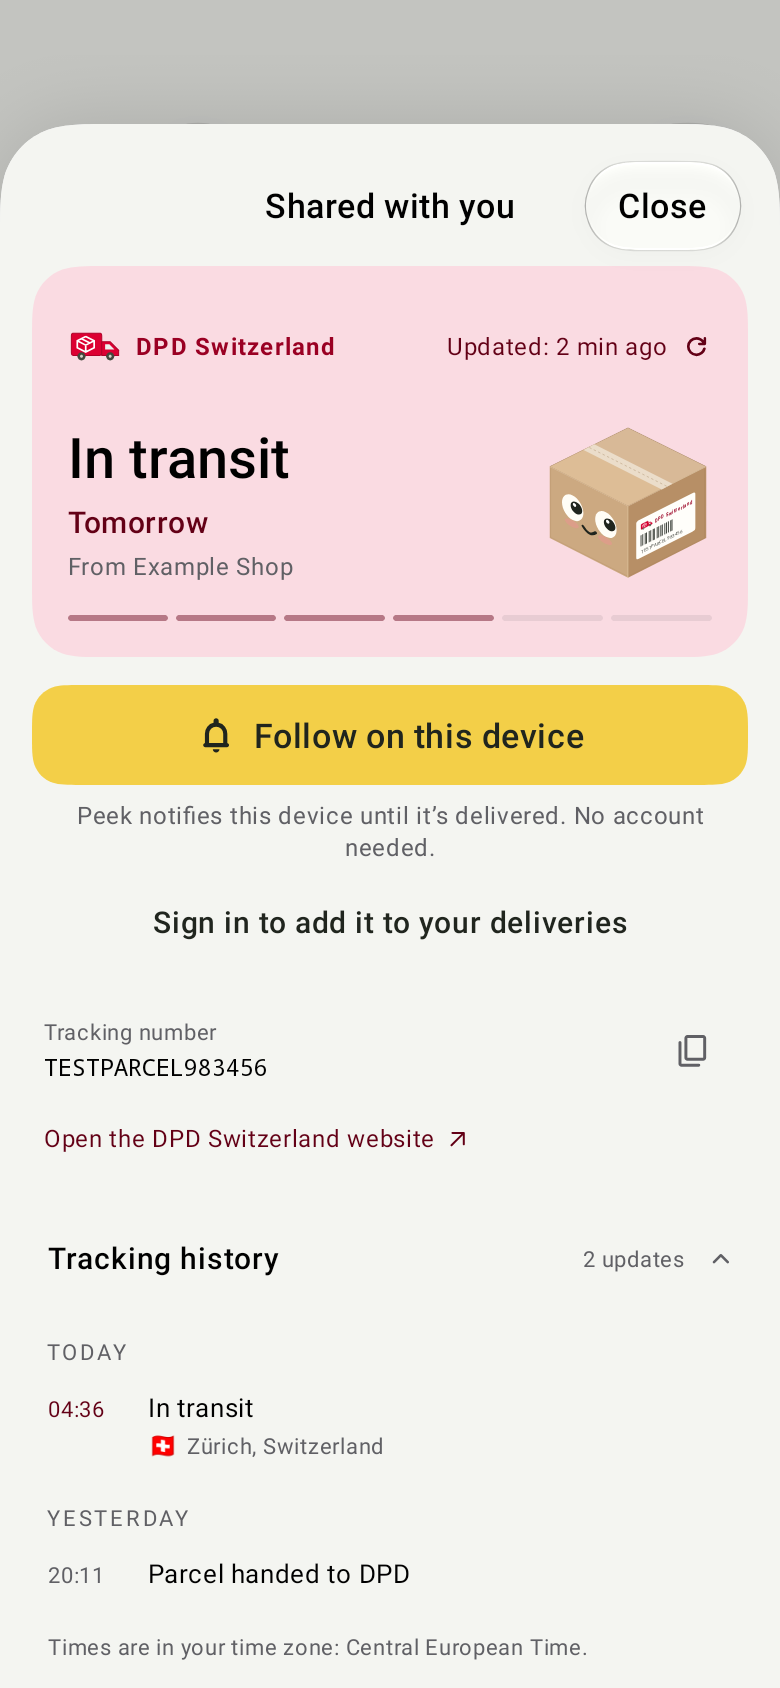 Shared with you
Close
DPD Switzerland
Updated: 2 min ago
In transit
Tomorrow
From Example Shop
DPD Switzerland
Follow on this device
Peek notifies this device until it’s delivered. No account
needed.
Sign in to add it to your deliveries
Tracking number
TESTPARCEL983456
Open the DPD Switzerland website
Tracking history
2 updates
TODAY
04:36
In transit
Zürich, Switzerland
YESTERDAY
20:11
Parcel handed to DPD
Times are in your time zone: Central European Time.